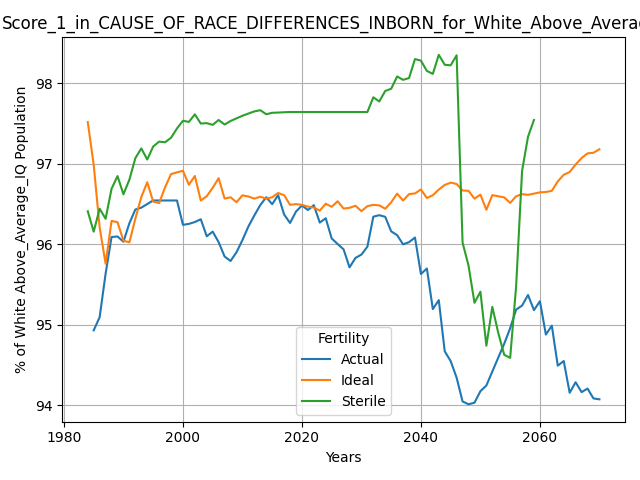 Score_1_in_CAUSE_OF_RACE_DIFFERENCES_INBORN_for_White_Above_Avera
% of White Above_Average_IQ Population
98
97
96
95
94
Fertility
Actual
Ideal
Sterile
1980 2000 2020 2040 2060
Years